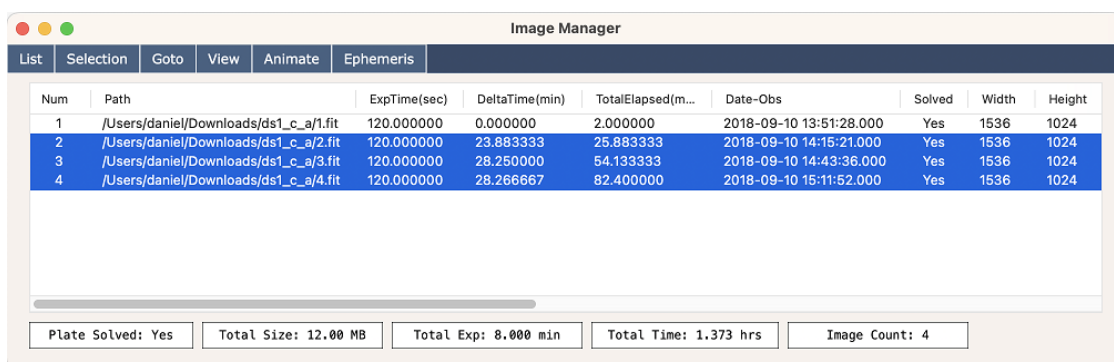 Image Manager
List Selection Goto View Animate Ephemeris
Num Path ExpTime(sec) DeltaTime(min) TotalElapsed(m... Date-Obs Solved Width Height
1 /Users/daniel/Downloads/ds1_c_a/1.fit 120.000000 0.000000 2.000000 2018-09-10 13:51:28.000 Yes 1536 1024
2 /Users/daniel/Downloads/ds1_c_a/2.fit 120.000000 23.883333 25.883333 2018-09-10 14:15:21.000 Yes 1536 1024
3 /Users/daniel/Downloads/ds1_c_a/3.fit 120.000000 28.250000 54.133333 2018-09-10 14:43:36.000 Yes 1536 1024
4 /Users/daniel/Downloads/ds1_c_a/4.fit 120.000000 28.266667 82.400000 2018-09-10 15:11:52.000 Yes 1536 1024
Plate Solved: Yes Total Size: 12.00 MB Total Exp: 8.000 min Total Time: 1.373 hrs Image Count: 4